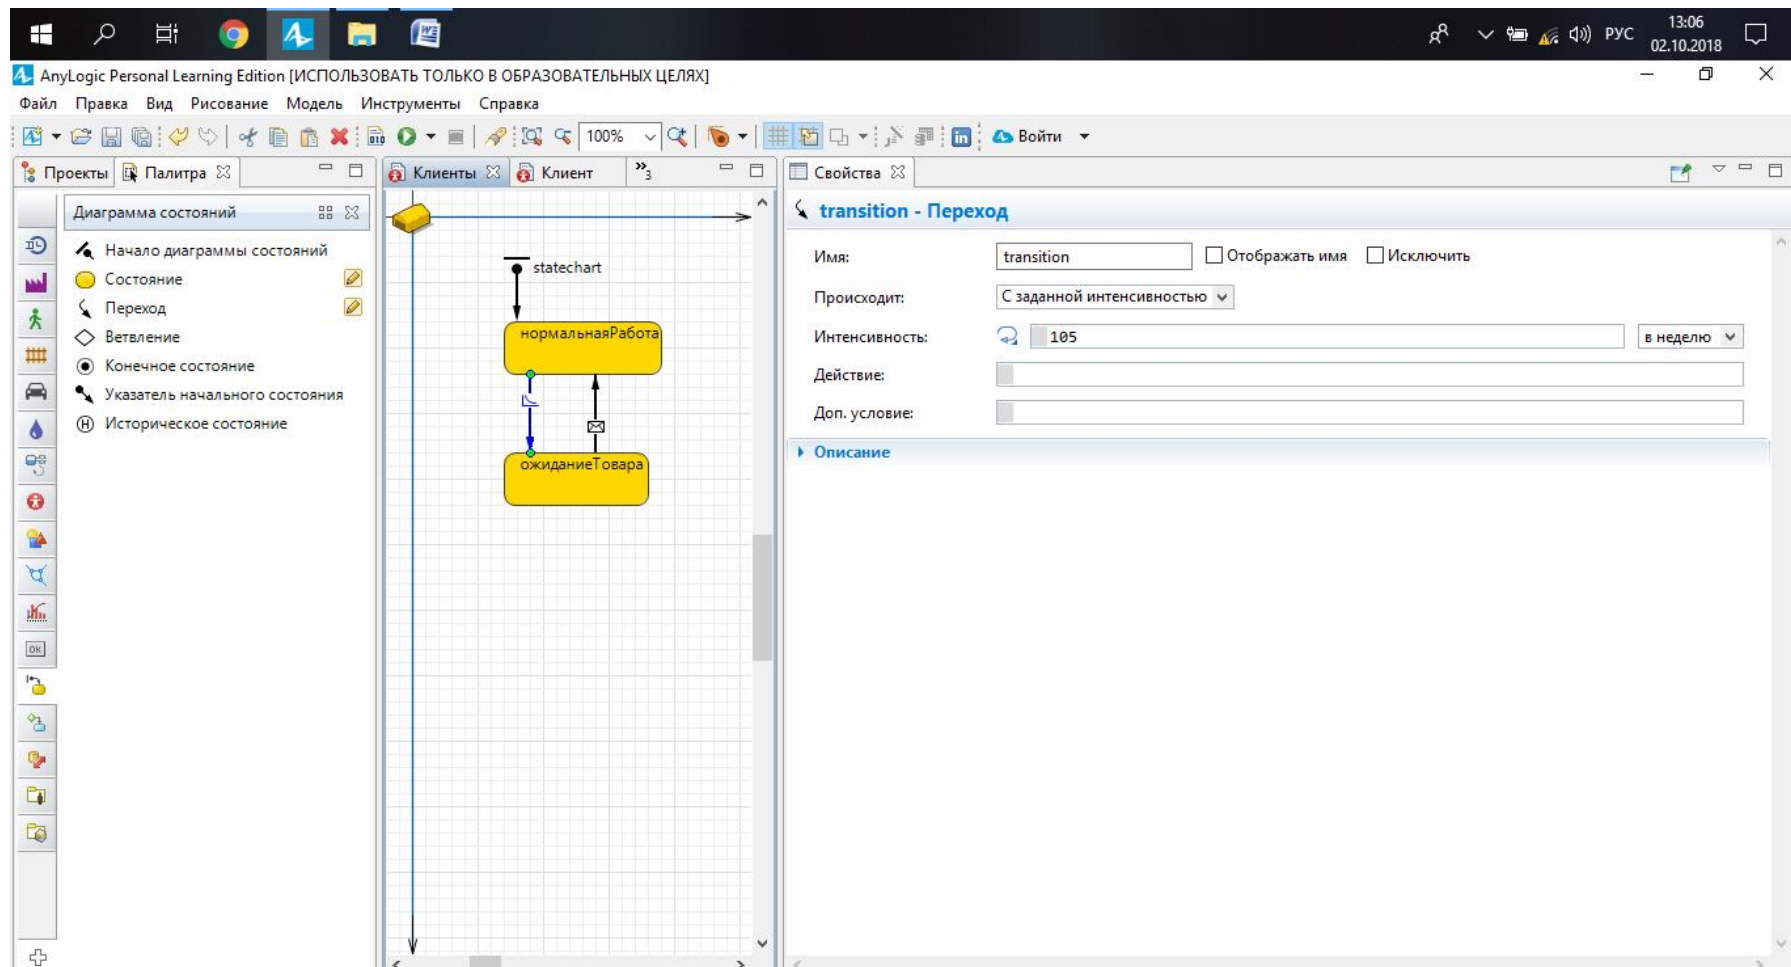 РУС
13:06
02.10.2018
AnyLogic Personal Learning Edition [ИСПОЛЬЗОВАТЬ ТОЛЬКО В ОБРАЗОВАТЕЛЬНЫХ ЦЕЛЯХ]
Файл Правка Вид Рисование Модель Инструменты Справка
100%
in
Войти
Проекты
Палитра
Клиенты
Клиент
»3
Свойства
Диаграмма состояний
Начало диаграммы состояний
Состояние
Переход
Ветвление
Конечное состояние
Указатель начального состояния
H Историческое состояние
OK
statechart
нормальнаяРабота
ожиданиеТовара
transition - Переход
Имя: transition Отображать имя Исключить
Происходит: С заданной интенсивностью
Интенсивность: 105 в неделю
Действие:
Доп. условие:
Описание